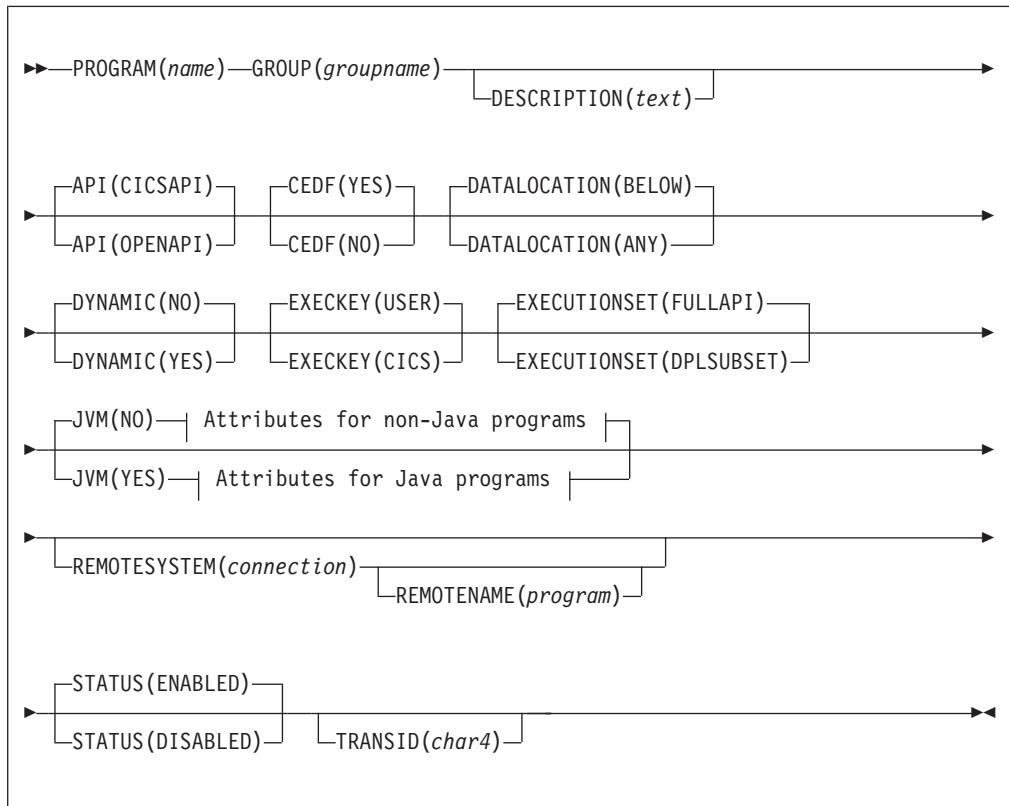 PROGRAM(name) GROUP(groupname)
DESCRIPTION(text)
API(CICSAPI) CEDF(YES) DATALOCATION(BELOW)
API(OPENAPI) CEDF(NO) DATALOCATION(ANY)
DYNAMIC(NO) EXECKEY(USER) EXECUTIONSET(FULLAPI)
DYNAMIC(YES) EXECKEY(CICS) EXECUTIONSET(DPLSUBSET)
JVM(NO) Attributes for non-Java programs
JVM(YES) Attributes for Java programs
REMOTESYSTEM(connection)
REMOTENAME(program)
STATUS(ENABLED)
STATUS(DISABLED) TRANSID(char4)